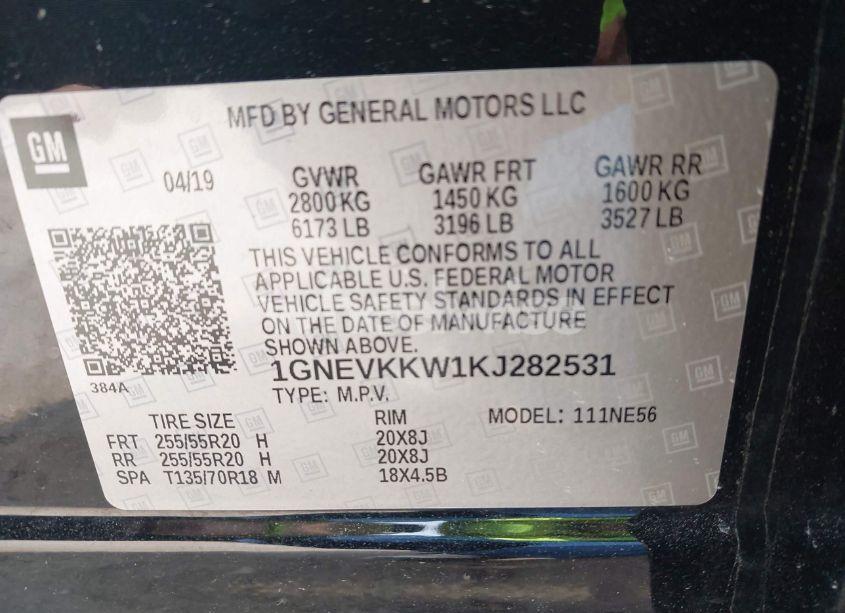 MFD BY GENERAL MOTORS LLC
GM
04/19
GVWR GAWR FRT GAWR RR
2800 KG 1450 KG 1600 KG
6173 LB 3196 LB 3527 LB
THIS VEHICLE CONFORMS TO ALL
APPLICABLE U.S. FEDERAL MOTOR
VEHICLE SAFETY STANDARDS IN EFFECT
ON THE DATE OF MANUFACTURE
SHOWN ABOVE.
1GNEVKKW1KJ282531
384A
TYPE: M.P.V.
TIRE SIZE RIM MODEL: 111NE56
FRT 255/55R20 H 20X8J
RR 255/55R20 H 20X8J
SPA T135/70R18 M 18X4.5B